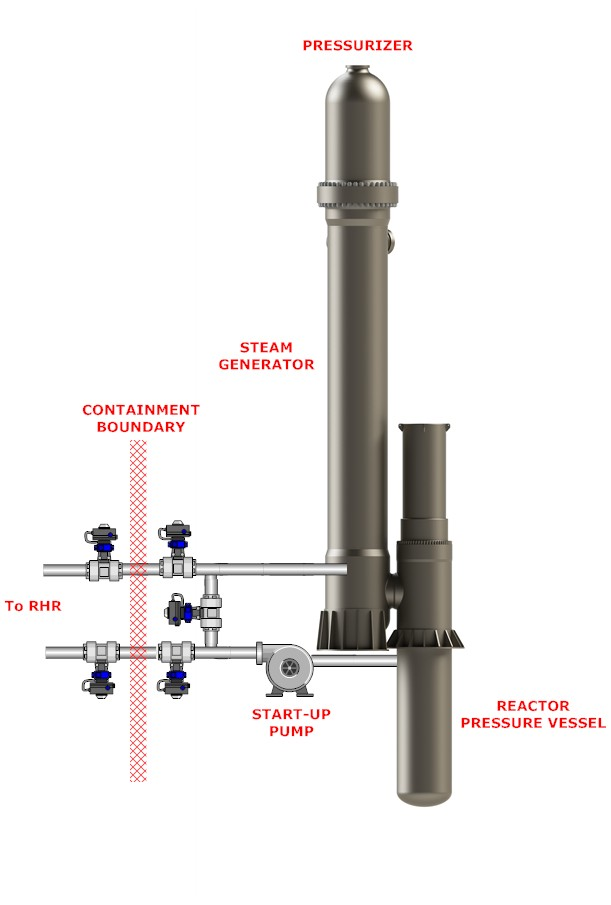 PRESSURIZER
STEAM
GENERATOR
CONTAINMENT
BOUNDARY
To RHR
START-UP
PUMP
REACTOR
PRESSURE VESSEL